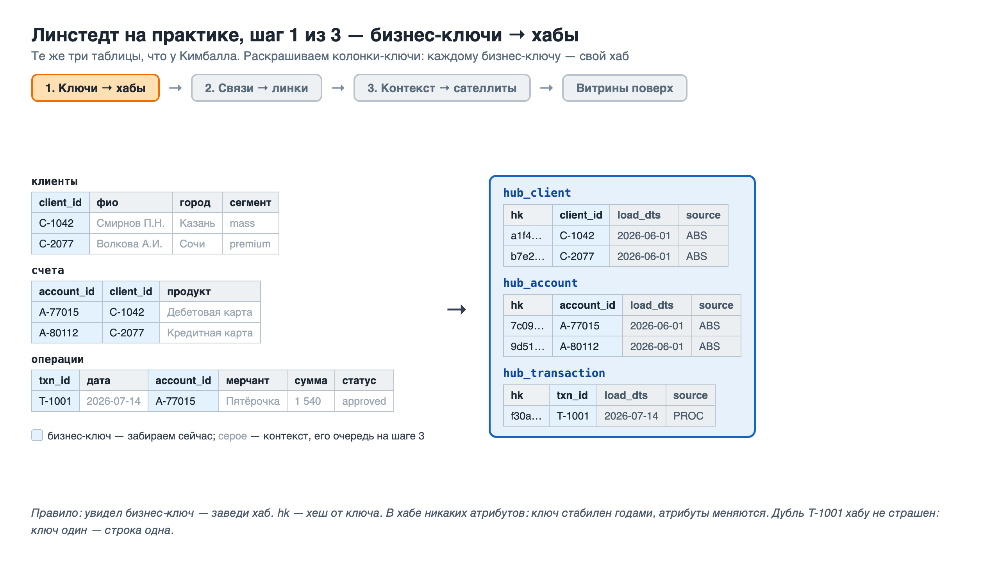 Линстедт на практике, шаг 1 из 3 — бизнес-ключи → хабы
Те же три таблицы, что у Кимбалла. Раскрашиваем колонки-ключи: каждому бизнес-ключу — свой хаб
1. Ключи → хабы → 2. Связи → линки → 3. Контекст → сателлиты → Витрины поверх
клиенты
client_id фио город сегмент
C-1042 Смирнов П.Н. Казань mass
C-2077 Волкова А.И. Сочи premium
счета
account_id client_id продукт
A-77015 C-1042 Дебетовая карта
A-80112 C-2077 Кредитная карта
операции
txn_id дата account_id мерчант сумма статус
T-1001 2026-07-14 A-77015 Пятёрочка 1 540 approved
бизнес-ключ — забираем сейчас; серое — контекст, его очередь на шаге 3
→
hub_client
hk client_id load_dts source
a1f4… C-1042 2026-06-01 ABS
b7e2… C-2077 2026-06-01 ABS
hub_account
hk account_id load_dts source
7c09… A-77015 2026-06-01 ABS
9d51… A-80112 2026-06-01 ABS
hub_transaction
hk txn_id load_dts source
f30a… T-1001 2026-07-14 PROC
Правило: увидел бизнес-ключ — заведи хаб. hk — хеш от ключа. В хабе никаких атрибутов: ключ стабилен годами, атрибуты меняются. Дубль T-1001 хабу не страшен:
ключ один — строка одна.